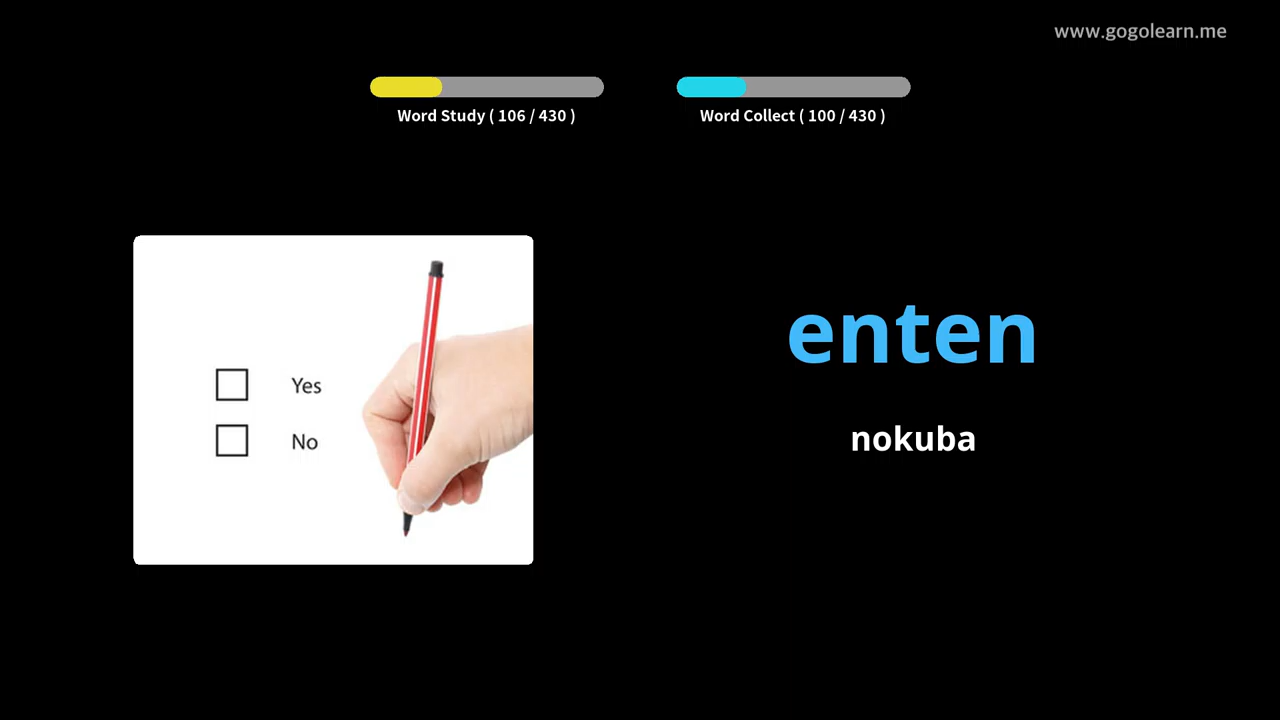 www.gogolearn.me
Word Study ( 106 / 430 )
Word Collect ( 100 / 430 )
Yes
No
enten
nokuba